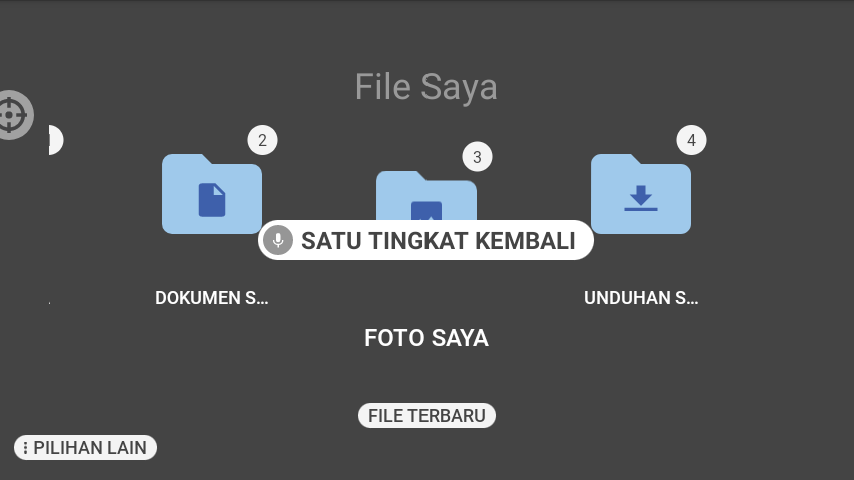 File Saya
2
3
4
SATU TINGKAT KEMBALI
DOKUMEN S...
UNDUHAN S...
FOTO SAYA
FILE TERBARU
PILIHAN LAIN